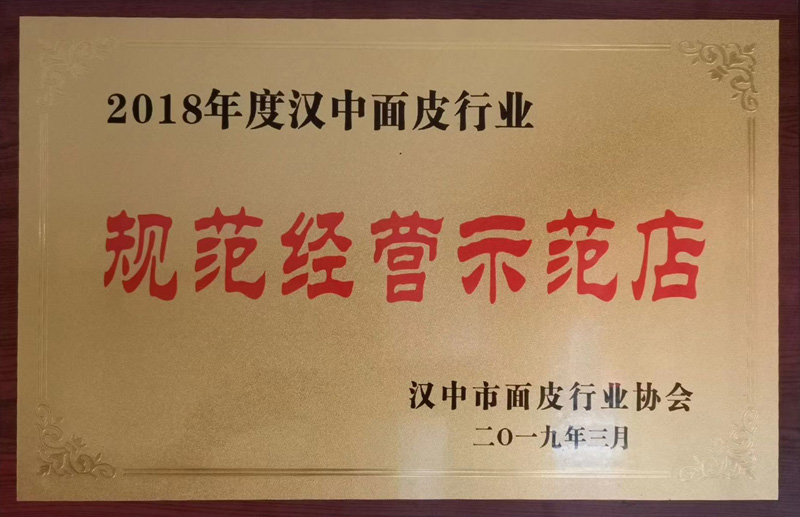 2018年度汉中面皮行业
规范经营示范店
汉中市面皮行业协会
二〇一九年三月